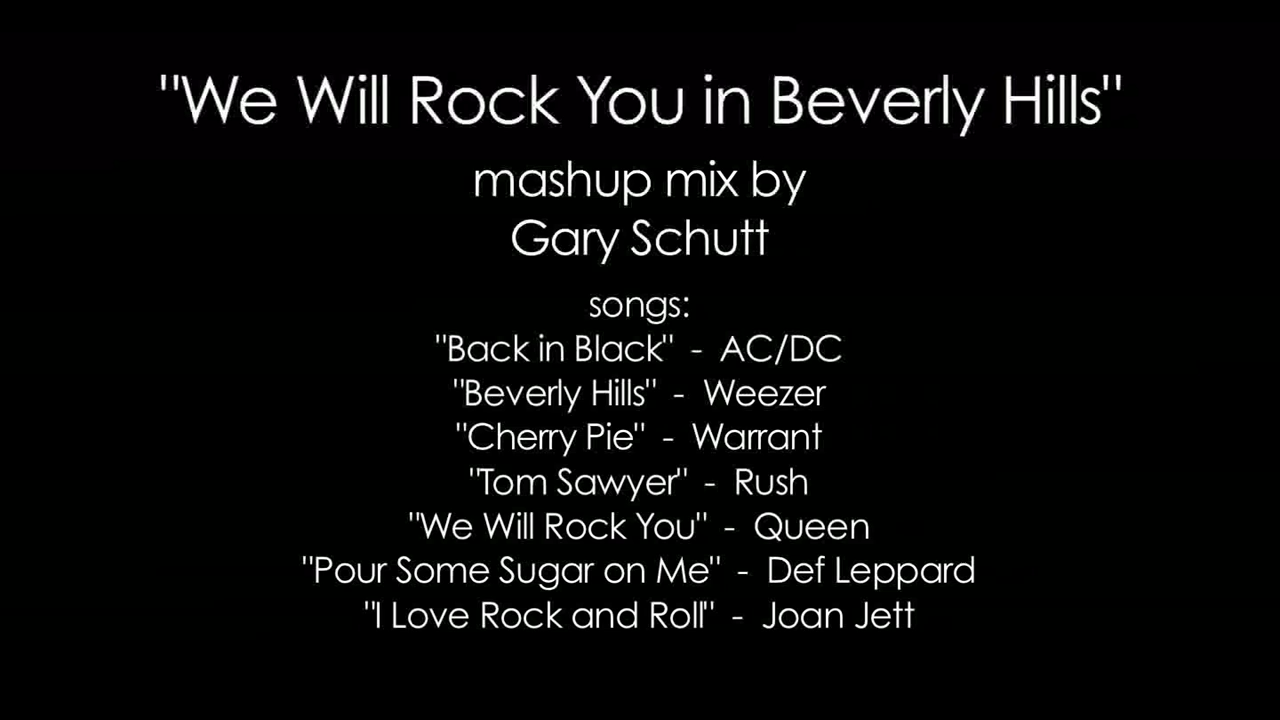 "We Will Rock You in Beverly Hills"
mashup mix by
Gary Schutt
songs:
"Back in Black" - AC/DC
"Beverly Hills" - Weezer
"Cherry Pie" - Warrant
"Tom Sawyer" - Rush
"We Will Rock You" - Queen
"Pour Some Sugar on Me" - Def Leppard
"I Love Rock and Roll" - Joan Jett